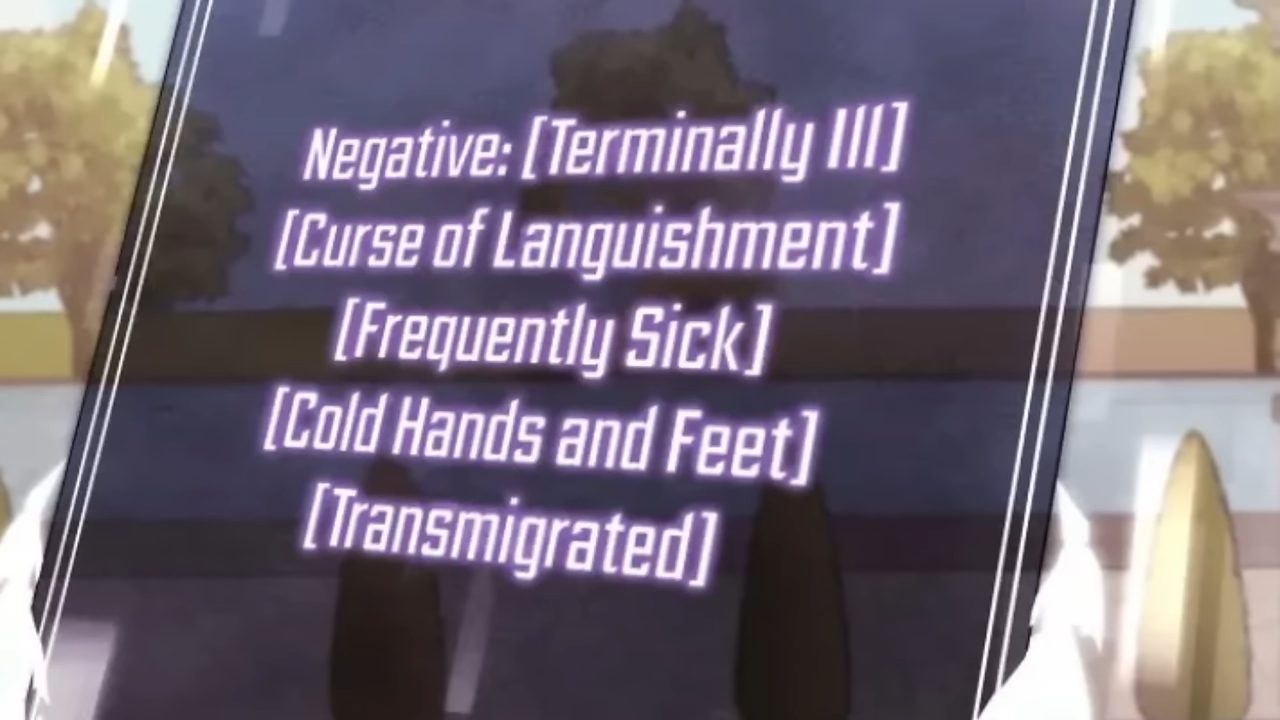 Negative: [Terminally Ill]
[Curse of Languishment]
[Frequently Sick]
[Cold Hands and Feet]
[Transmigrated]